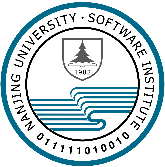 NANJING UNIVERSITY · SOFTWARE INSTITUTE
1902
011111010010